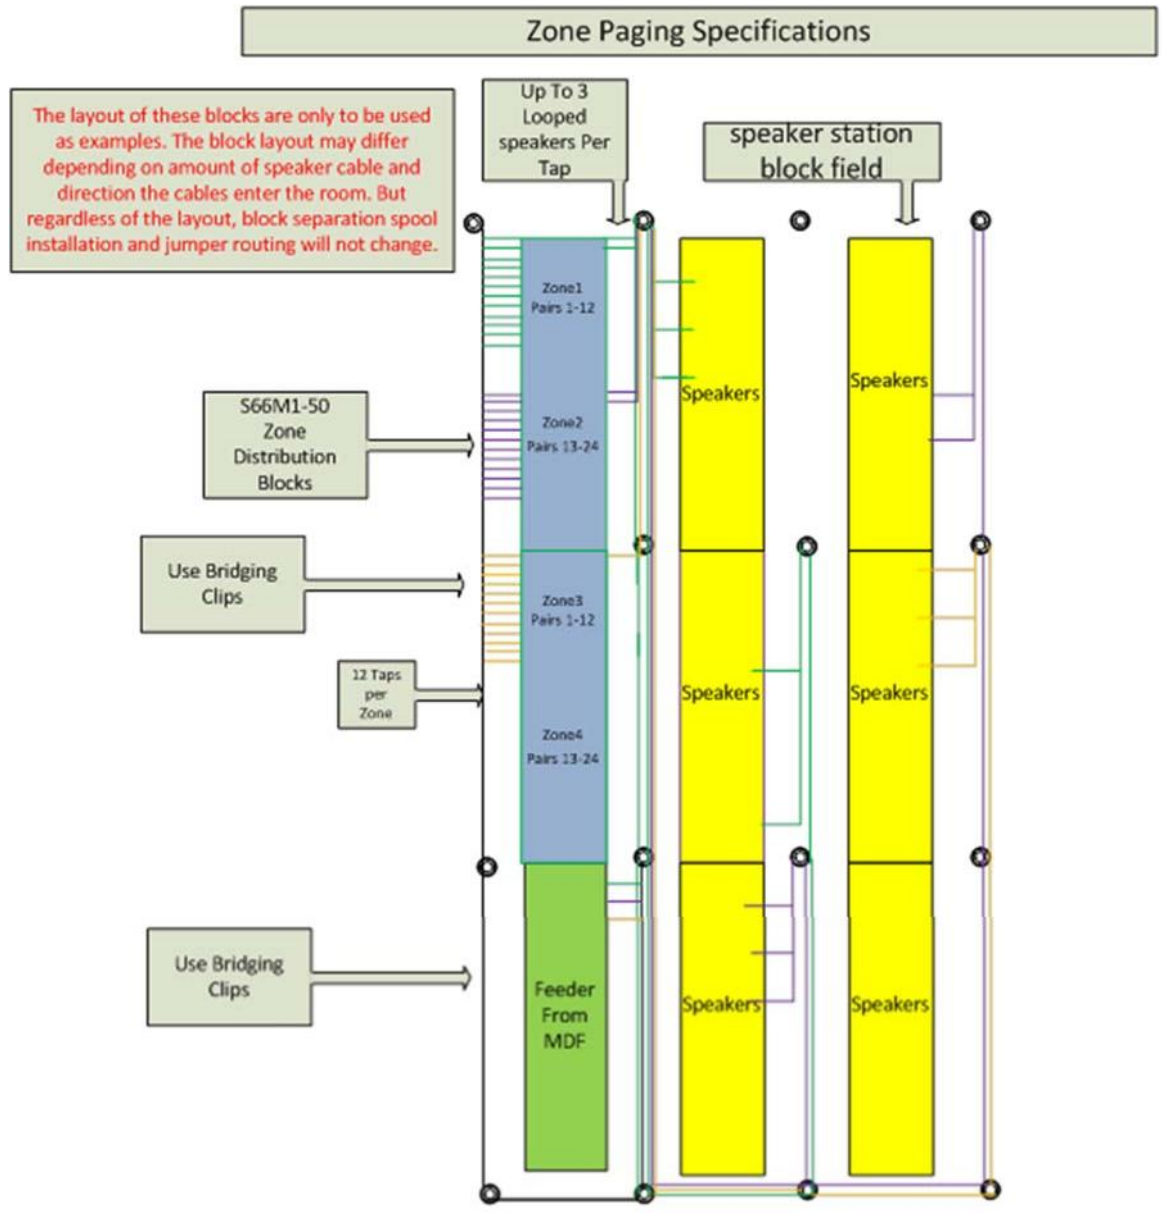 Zone Paging Specifications
The layout of these blocks are only to be used
as examples. The block layout may differ
depending on amount of speaker cable and
direction the cables enter the room. But
regardless of the layout, block separation spool
installation and jumper routing will not change.
Up To 3
Looped
speakers Per
Tap
speaker station
block field
Zone1
Pairs 1-12
Speakers
Speakers
S66M1-50
Zone
Distribution
Blocks
Zone2
Pairs 13-24
Use Bridging
Clips
Zone3
Pairs 1-12
12 Taps
per
Zone
Speakers
Speakers
Zone4
Pairs 13-24
Use Bridging
Clips
Feeder
From
MDF
Speakers
Speakers